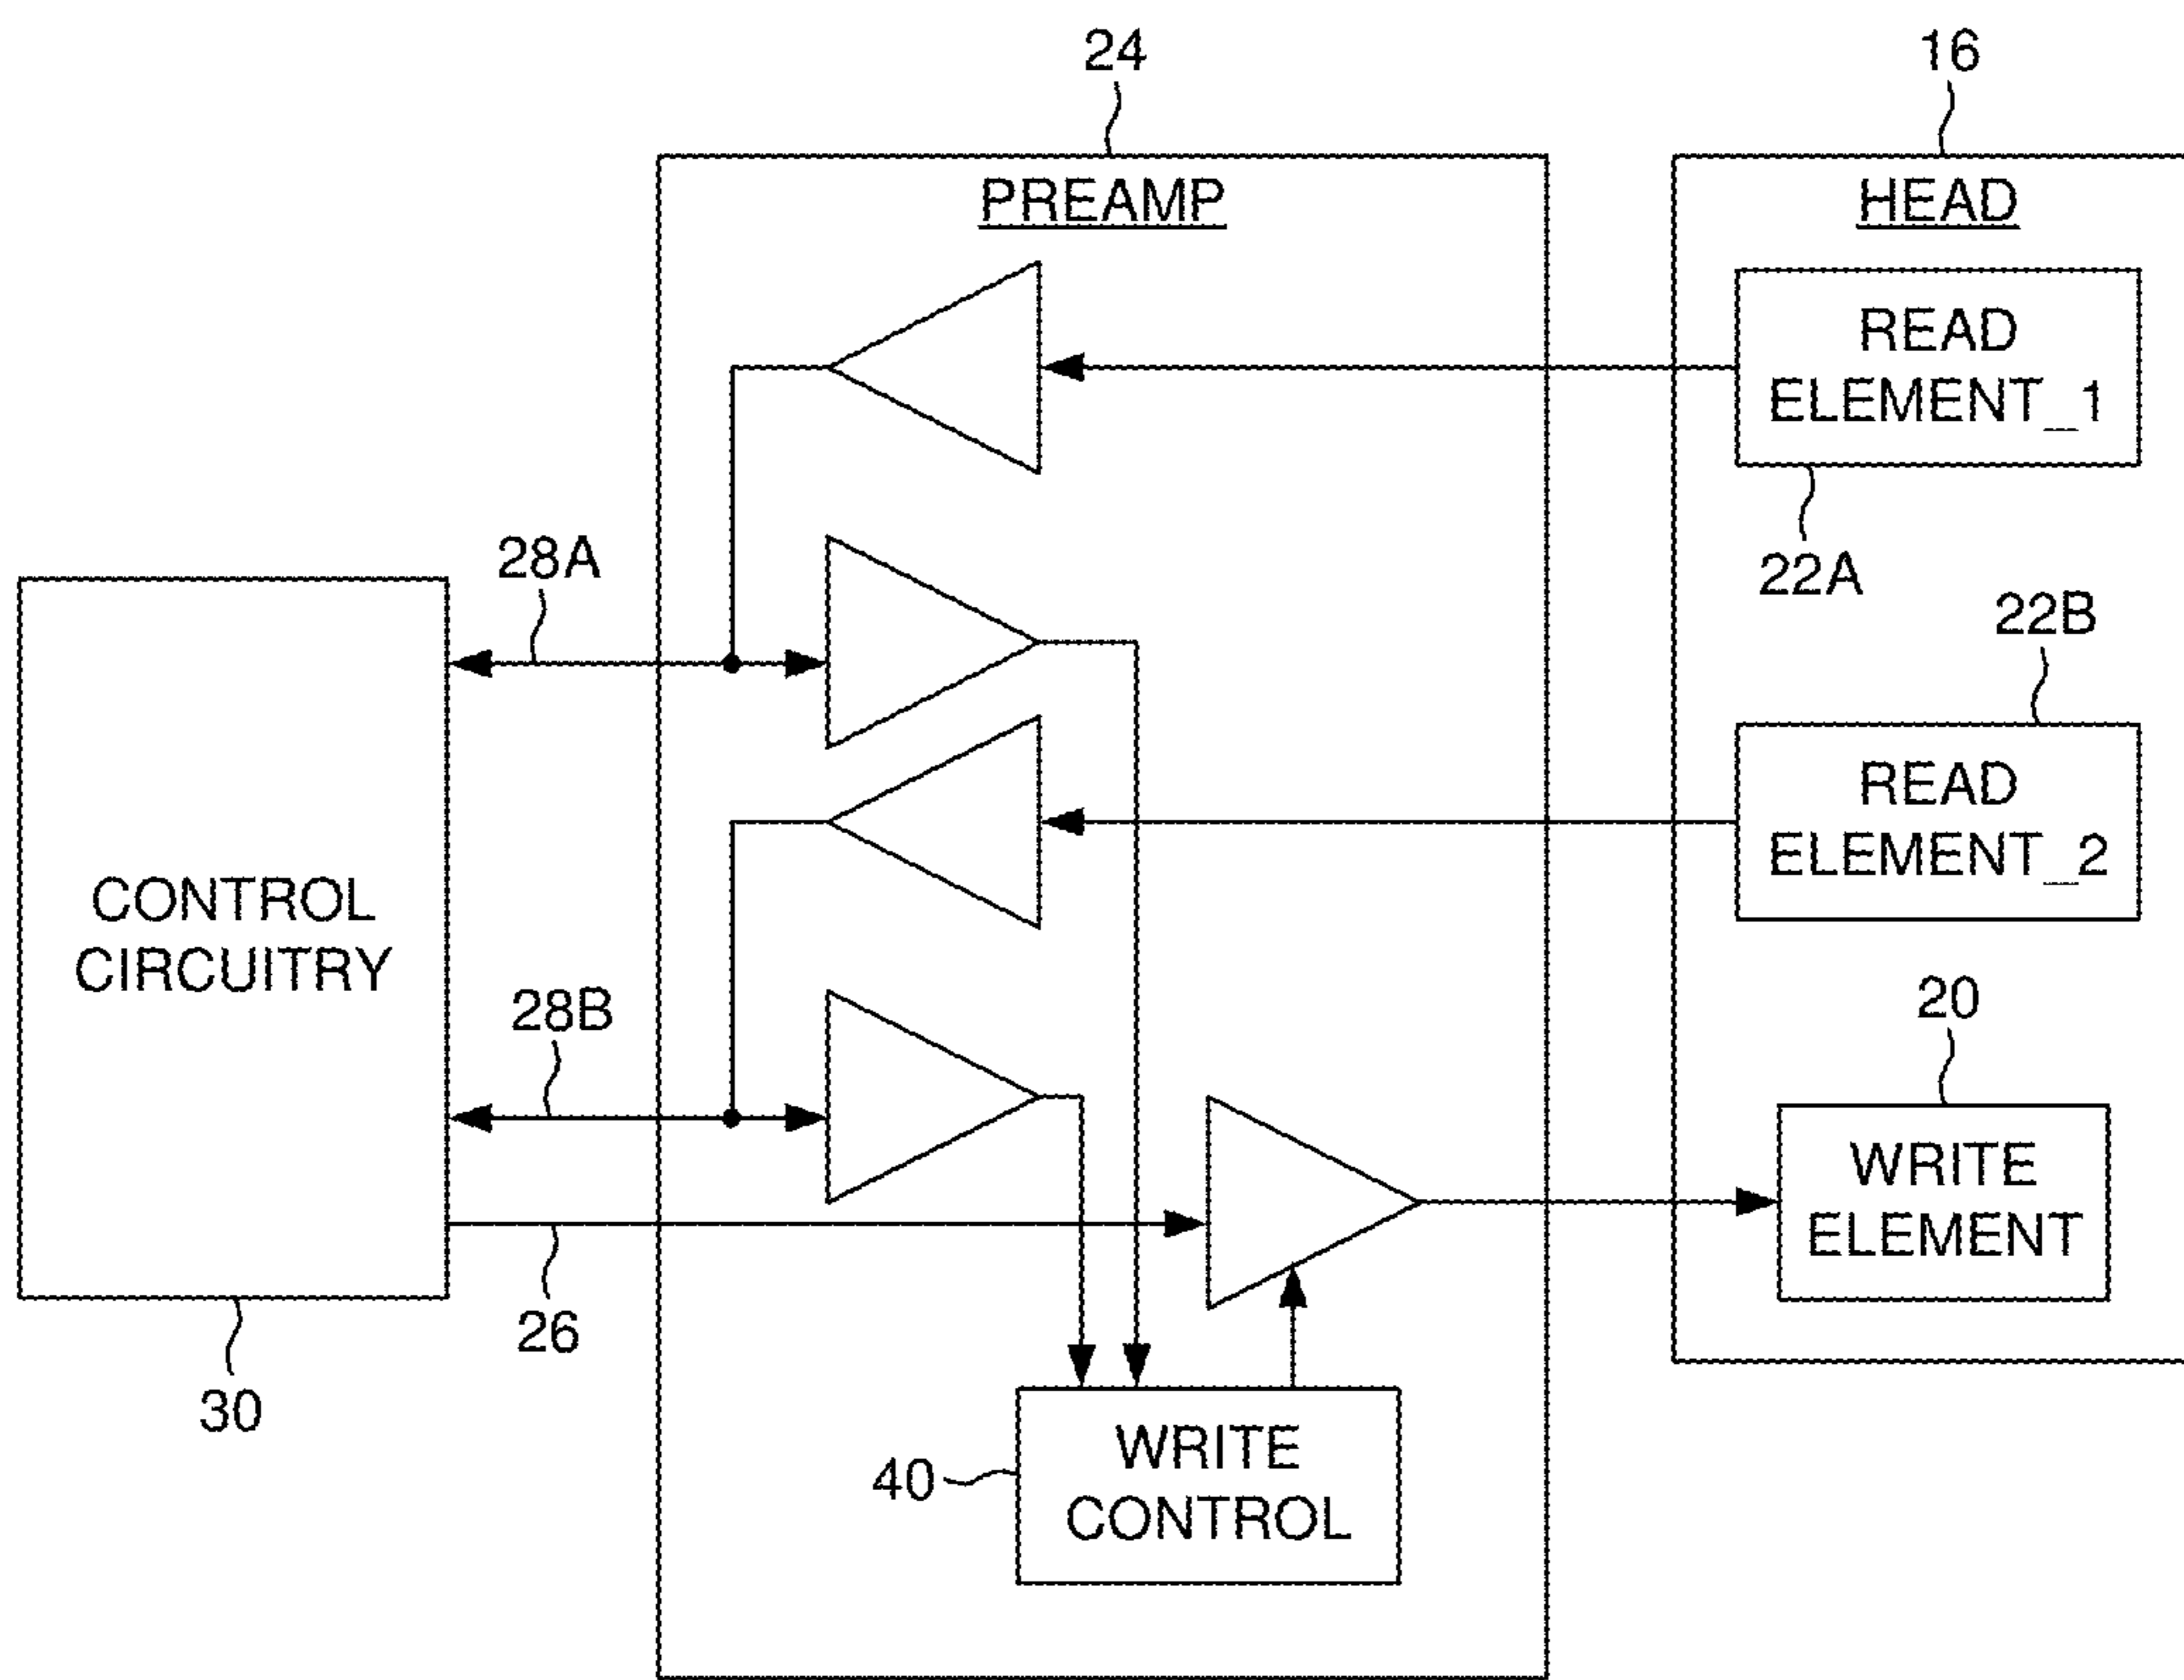 24
16
PREAMP
HEAD
READ
ELEMENT_1
22A
28A
22B
READ
ELEMENT_2
CONTROL
CIRCUITRY
28B
20
WRITE
ELEMENT
26
30
40
WRITE
CONTROL